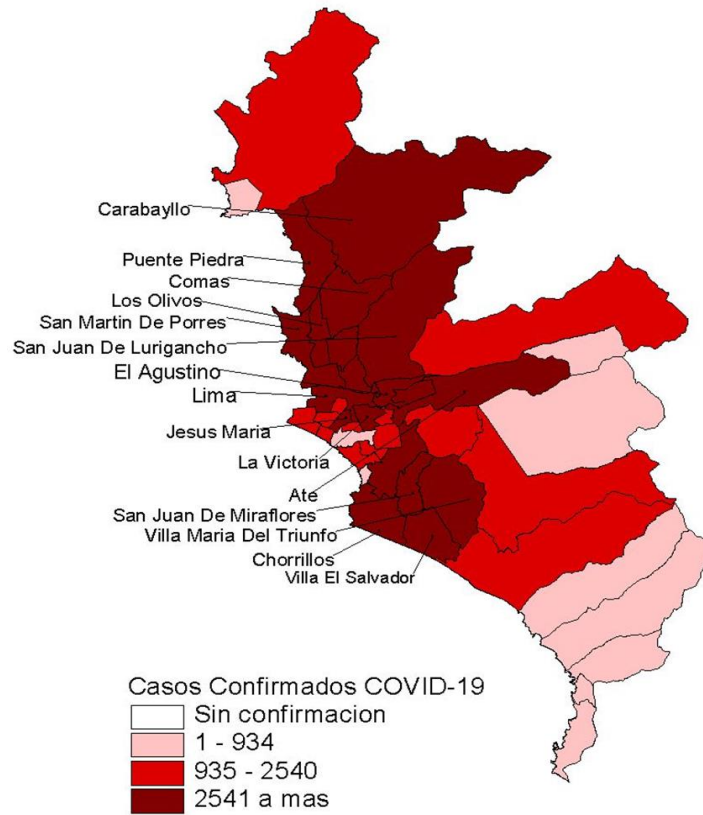 Carabayllo
Puente Piedra
Comas
Los Olivos
San Martin De Porres
San Juan De Lurigancho
El Agustino
Lima
Jesus Maria
La Victoria
Ate
San Juan De Miraflores
Villa Maria Del Triunfo
Chorrillos
Villa El Salvador
Casos Confirmados COVID-19
Sin confirmacion
1 - 934
935 - 2540
2541 a mas